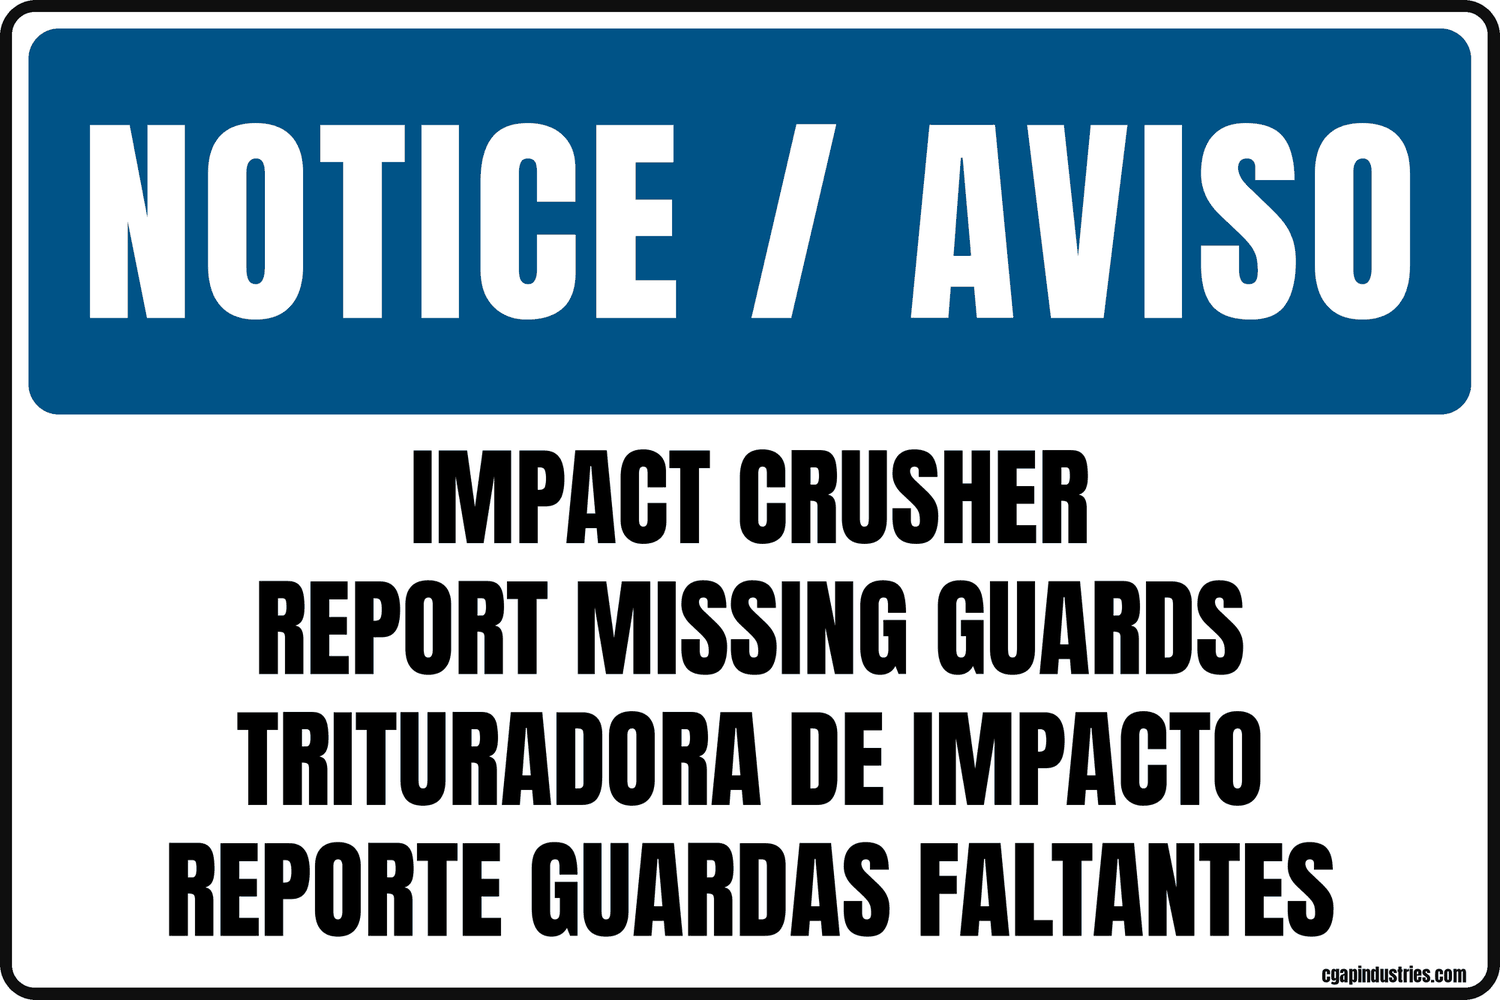 NOTICE / AVISO
IMPACT CRUSHER
REPORT MISSING GUARDS
TRITURADORA DE IMPACTO
REPORTE GUARDAS FALTANTES
cgapindustries.com